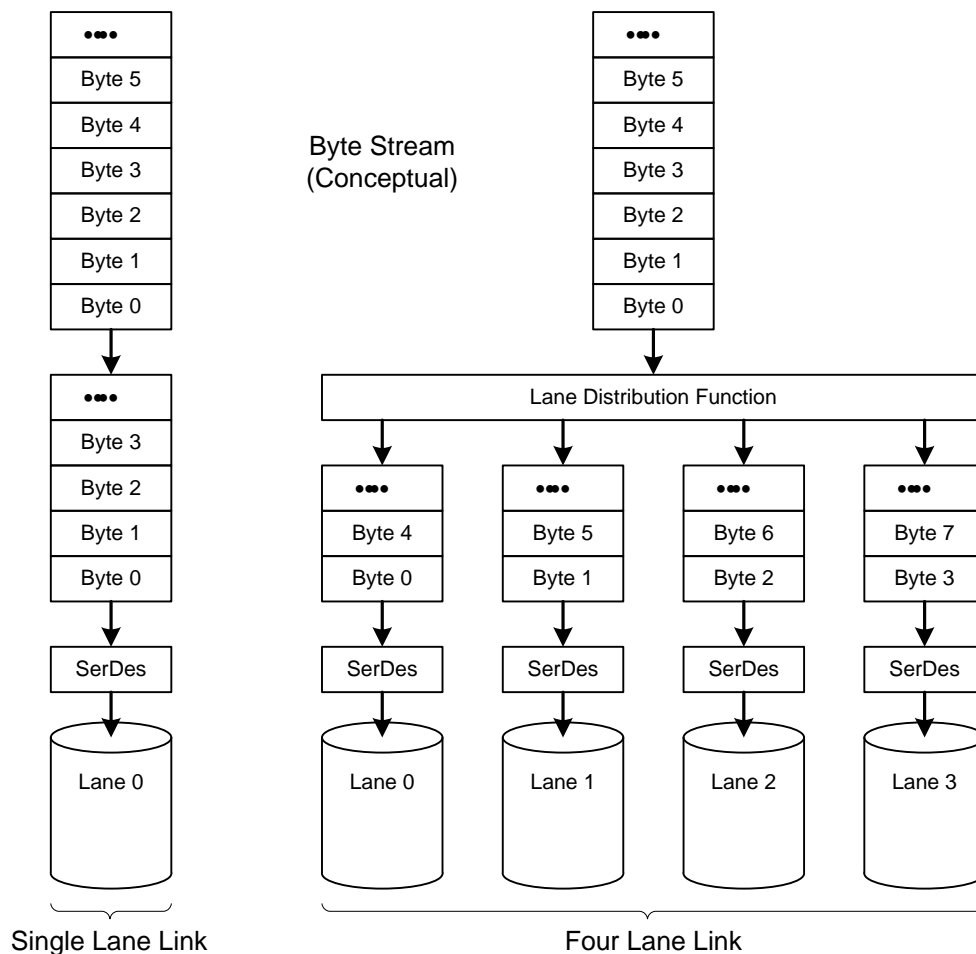 ••••
Byte 5
Byte 4
Byte 3
Byte 2
Byte 1
Byte 0
••••
Byte 3
Byte 2
Byte 1
Byte 0
SerDes
Lane 0
Single Lane Link
Byte Stream
(Conceptual)
••••
Byte 5
Byte 4
Byte 3
Byte 2
Byte 1
Byte 0
Lane Distribution Function
••••
Byte 4
Byte 0
SerDes
Lane 0
••••
Byte 5
Byte 1
SerDes
Lane 1
••••
Byte 6
Byte 2
SerDes
Lane 2
••••
Byte 7
Byte 3
SerDes
Lane 3
Four Lane Link